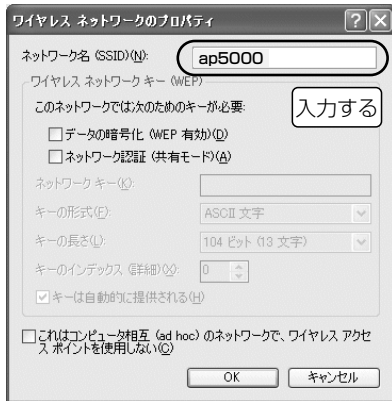 ワイヤレス ネットワークのプロパティ
ネットワーク名 (SSID)(N):
ap5000
ワイヤレス ネットワーク キー (WEP)
このネットワークでは次のためのキーが必要:
入力する
データの暗号化 (WEP 有効)(D)
ネットワーク認証 (共有モード)(A)
ネットワーク キー(K):
キーの形式(F):
ASCII 文字
キーの長さ(L):
104 ビット (13 文字)
キーのインデックス (詳細)(X):
0
キーは自動的に提供される(H)
これはコンピュータ相互 (ad hoc) のネットワークで、ワイヤレス アクセ
ス ポイントを使用しない(C)
OK
キャンセル